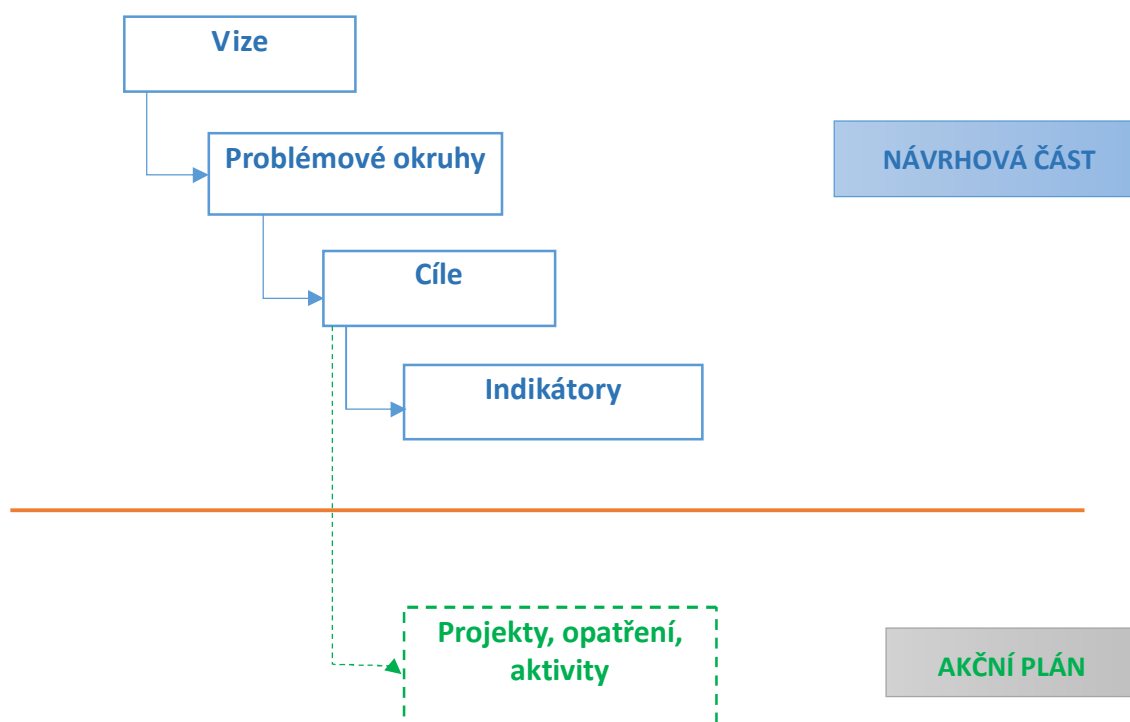 Vize
Problémové okruhy
NÁVRHOVÁ ČÁST
Cíle
Indikátory
Projekty, opatření,
aktivity
AKČNÍ PLÁN